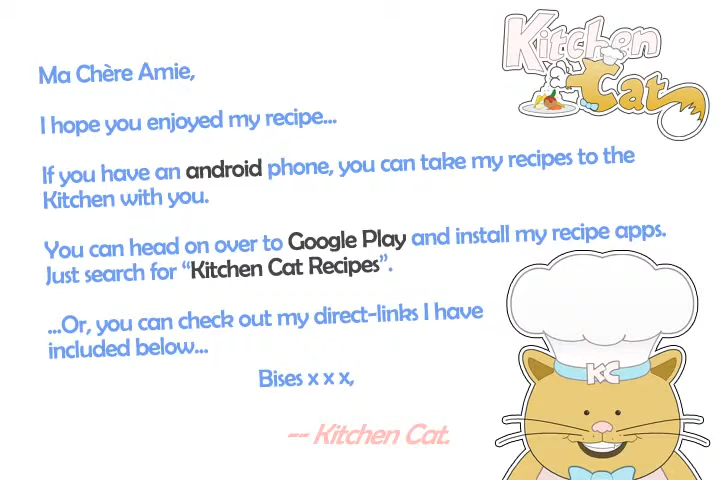 Kitchen
Cat
Ma Chère Amie,
I hope you enjoyed my recipe...
If you have an android phone, you can take my recipes to the
Kitchen with you.
You can head on over to Google Play and install my recipe apps.
Just search for “Kitchen Cat Recipes”.
...Or, you can check out my direct-links I have
included below...
Bises x x x,
-- Kitchen Cat.
KC